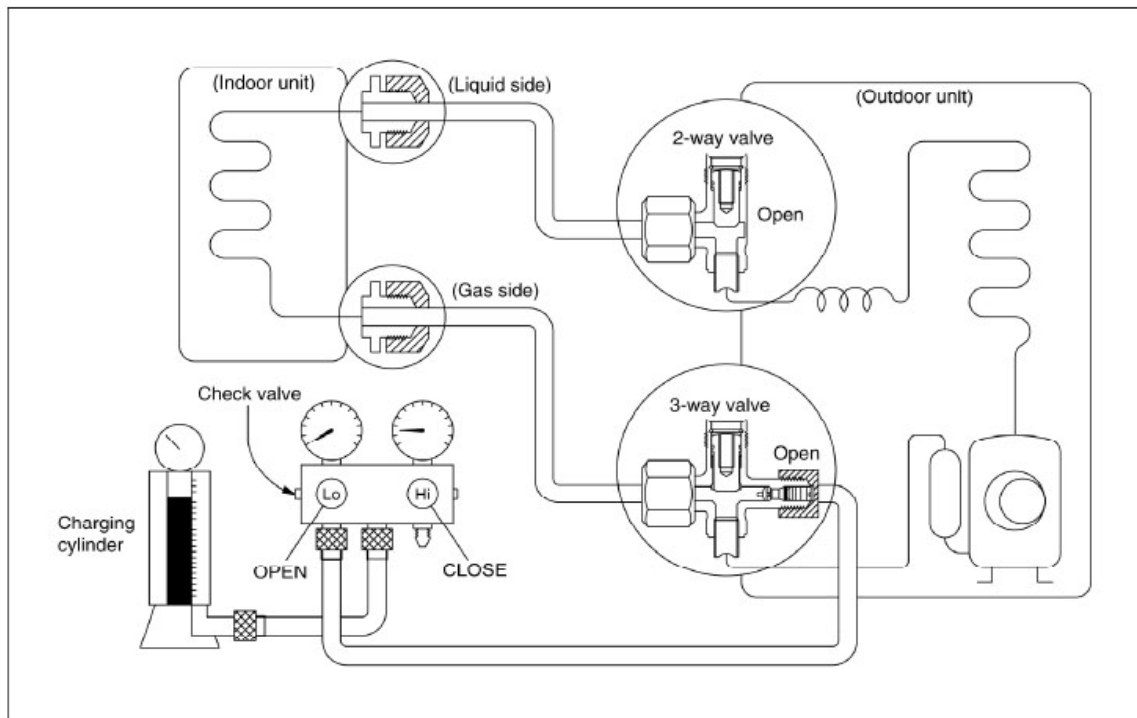 (Indoor unit)
(Liquid side)
(Outdoor unit)
2-way valve
Open
(Gas side)
Check valve
3-way valve
Open
Lo
Hi
Charging
cylinder
OPEN
CLOSE